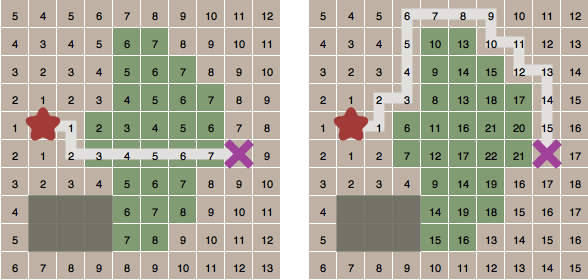 5 4 5 6 7 8 9 10 11 12
4 3 4 5 6 7 8 9 10 11
3 2 3 4 5 6 7 8 9 10
2 1 2 3 4 5 6 7 8 9
1 1 2 3 4 5 6 7 8
2 1 2 3 4 5 6 7 9
3 2 3 4 5 6 7 8 9 10
4 6 7 8 9 10 11
5 7 8 9 10 11 12
6 7 8 9 8 9 10 11 12 13
5 4 5 6 7 8 9 10 11 12
4 3 4 5 10 13 10 11 12 13
3 2 3 4 9 14 15 12 13 14
2 1 2 3 8 13 18 17 14 15
1 1 6 11 16 21 20 15 16
2 1 2 7 12 17 22 21 17
3 2 3 4 9 14 19 16 17 18
4 14 19 18 15 16 17
5 15 16 13 14 15 16
6 7 8 9 10 11 12 13 14 15